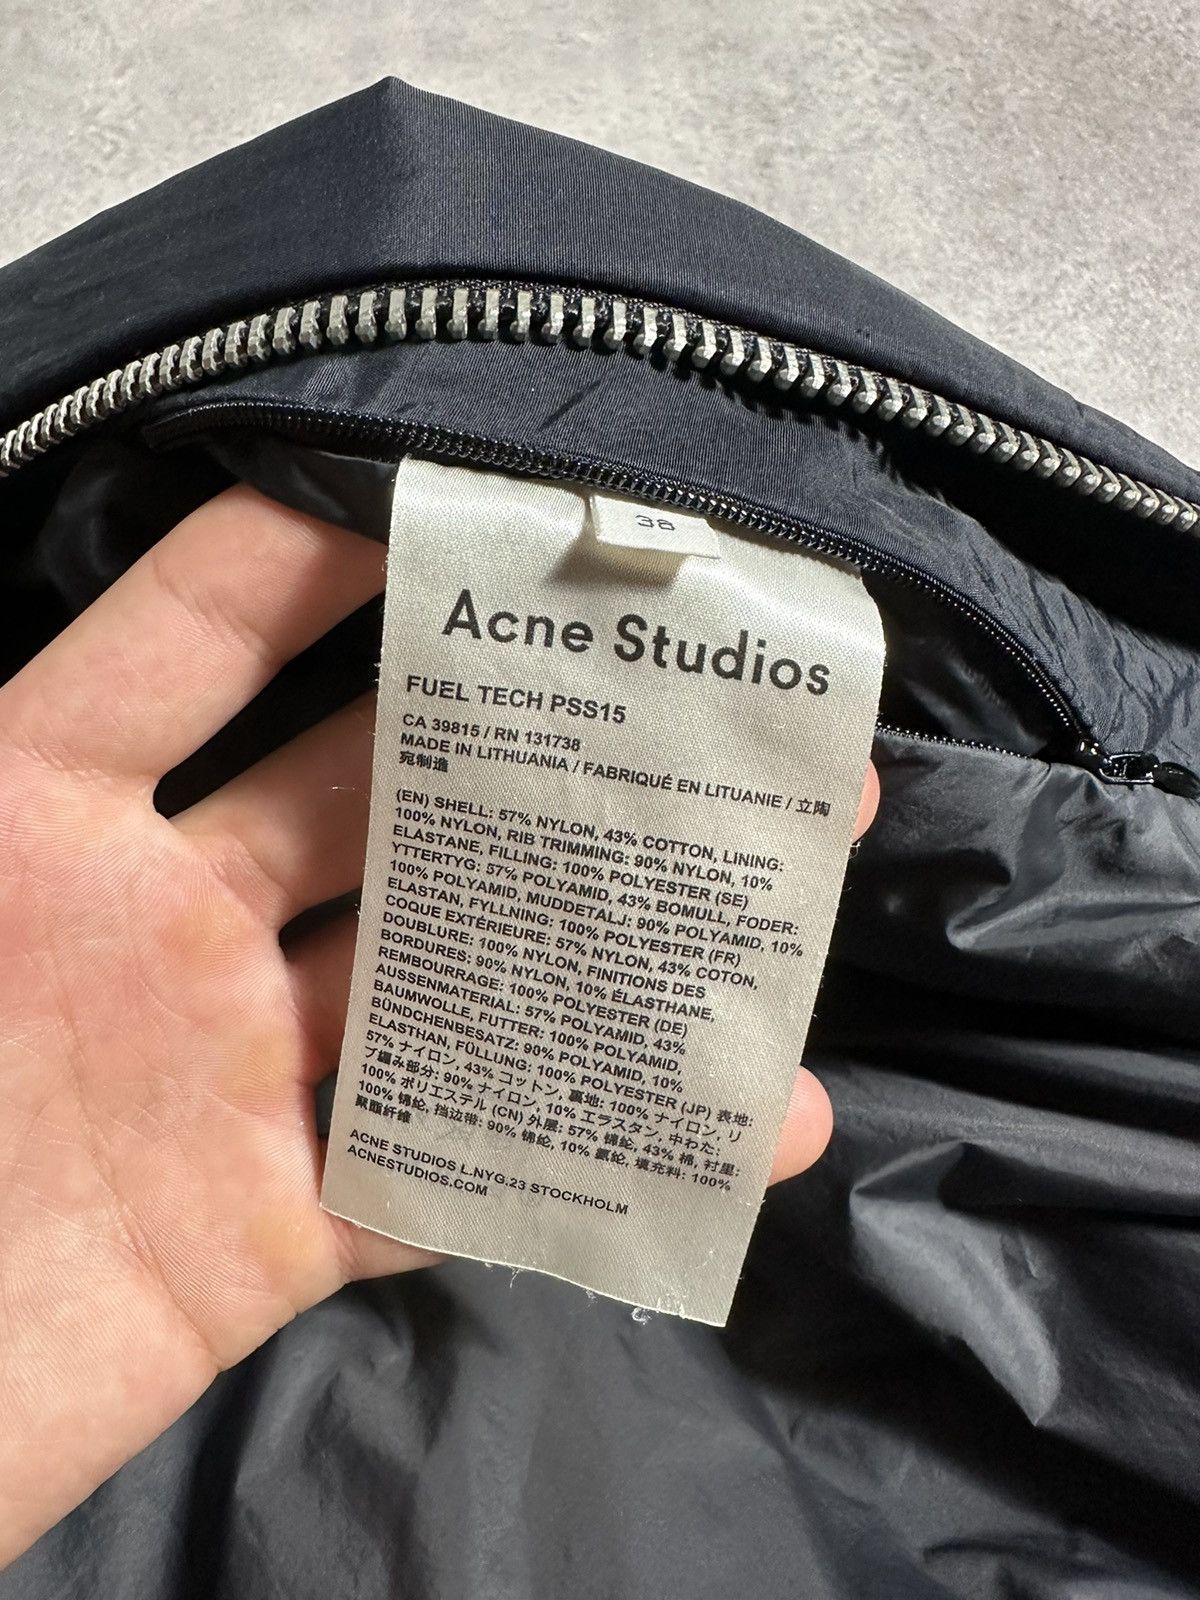 38
Acne Studios
FUEL TECH PSS15
CA 39815 / RN 131738
MADE IN LITHUANIA / FABRIQUÉ EN LITUANIE / 立陶
宛制造
(EN) SHELL: 57% NYLON, 43% COTTON, LINING:
100% NYLON, RIB TRIMMING: 90% NYLON, 10%
ELASTANE, FILLING: 100% POLYESTER (SE)
YTTERTYG: 57% POLYAMID, 43% BOMULL, FODER:
100% POLYAMID, MUDDETALJ: 90% POLYAMID, 10%
ELASTAN, FYLLNING: 100% POLYESTER (FR)
COQUE EXTÉRIEURE: 57% NYLON, 43% COTON,
DOUBLURE: 100% NYLON, FINITIONS DES
BORDURES: 90% NYLON, 10% ÉLASTHANE,
REMBOURRAGE: 100% POLYESTER (DE)
AUSSENMATERIAL: 57% POLYAMID, 43%
BAUMWOLLE, FUTTER: 100% POLYAMID,
BÜNDCHENBESATZ: 90% POLYAMID, 10%
ELASTHAN, FÜLLUNG: 100% POLYESTER (JP) 表地:
57% ナイロン, 43% コットン, 裏地: 100% ナイロン, リ
ブ編み部分: 90% ナイロン, 10% エラスタン, 中わた:
100% ポリエステル (CN) 外层: 57% 锦纶, 43% 棉, 衬里:
100% 锦纶, 挡边带: 90% 锦纶, 10% 氨纶, 填充料: 100%
聚酯纤维
ACNE STUDIOS L.NYG.23 STOCKHOLM
ACNESTUDIOS.COM